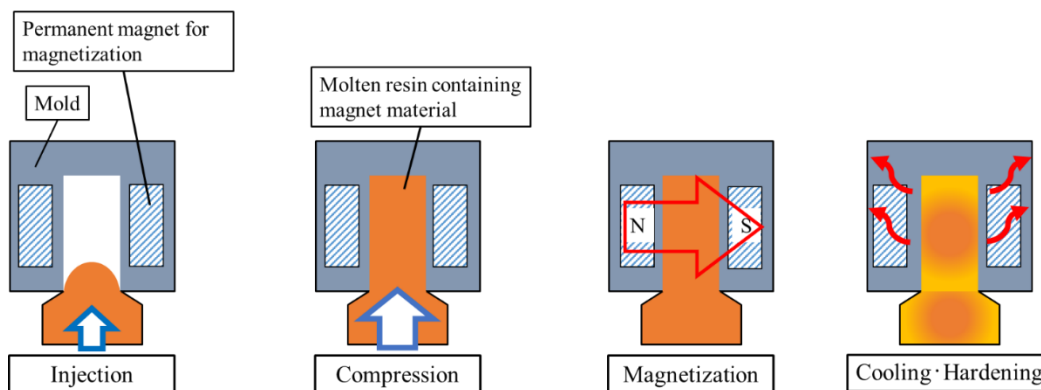 Permanent magnet for
magnetization
Mold
Molten resin containing
magnet material
N
S
Injection
Compression
Magnetization
Cooling·Hardening